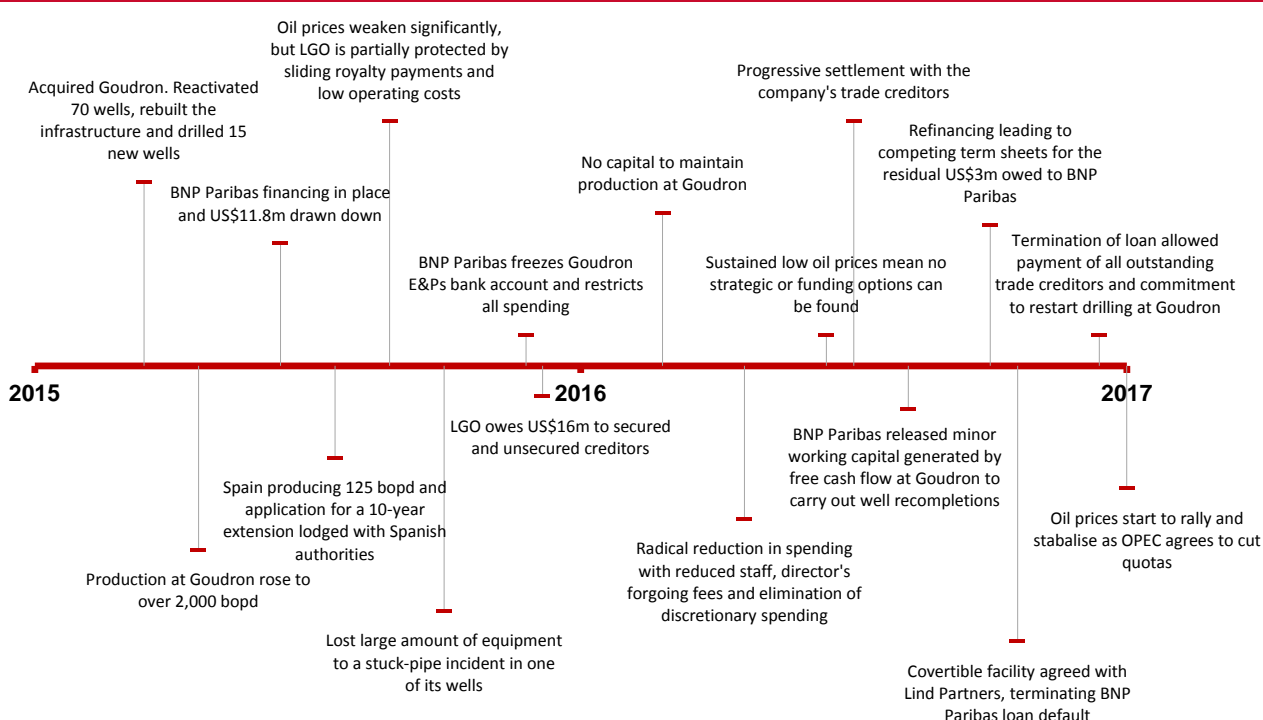 Oil prices weaken significantly,
but LGO is partially protected by
sliding royalty payments and
low operating costs
Acquired Goudron. Reactivated
70 wells, rebuilt the
infrastructure and drilled 15
new wells
BNP Paribas financing in place
and US$11.8m drawn down
BNP Paribas freezes Goudron
E&Ps bank account and restricts
all spending
No capital to maintain
production at Goudron
Progressive settlement with the
company's trade creditors
Sustained low oil prices mean no
strategic or funding options can
be found
Refinancing leading to
competing term sheets for the
residual US$3m owed to BNP
Paribas
Termination of loan allowed
payment of all outstanding
trade creditors and commitment
to restart drilling at Goudron
2015
2016
2017
Production at Goudron rose to
over 2,000 bopd
Spain producing 125 bopd and
application for a 10-year
extension lodged with Spanish
authorities
Lost large amount of equipment
to a stuck-pipe incident in one
of its wells
LGO owes US$16m to secured
and unsecured creditors
Radical reduction in spending
with reduced staff, director's
forgoing fees and elimination of
discretionary spending
BNP Paribas released minor
working capital generated by
free cash flow at Goudron to
carry out well recompletions
Covertible facility agreed with
Lind Partners, terminating BNP
Paribas loan default
Oil prices start to rally and
stabalise as OPEC agrees to cut
quotas